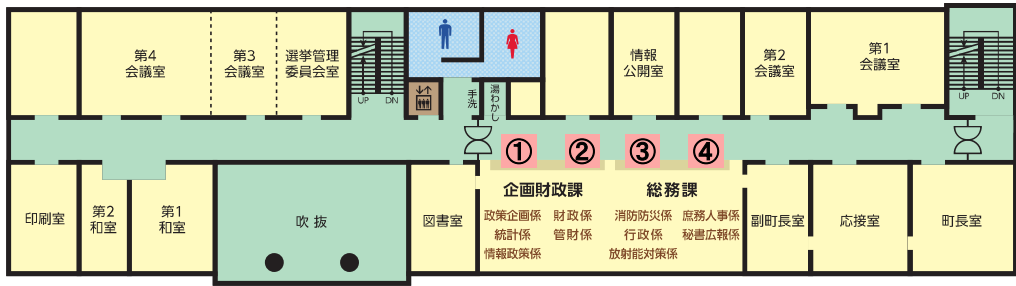 第4
会議室
第3
会議室
選挙管理
委員会室
UP
DN
手洗
湯わかし
情報
公開室
第2
会議室
第1
会議室
UP
DN
①
②
③
④
印刷室
第2
和室
第1
和室
吹抜
図書室
企画財政課
政策企画係
財政係
統計係
管財係
情報政策係
総務課
消防防災係
庶務人事係
行政係
秘書広報係
放射能対策係
副町長室
応接室
町長室